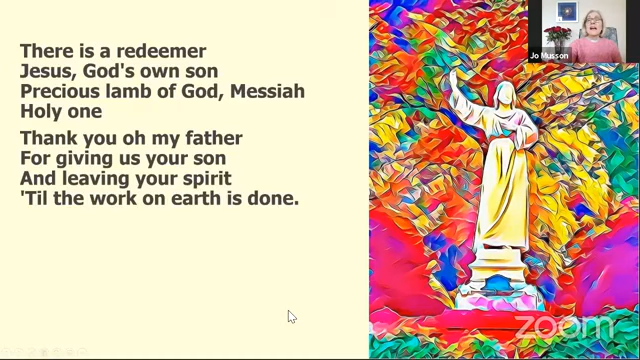 There is a redeemer
Jesus, God's own son
Precious lamb of God, Messiah
Holy one
Thank you oh my father
For giving us your son
And leaving your spirit
'Til the work on earth is done.
Jo Musson
zoom